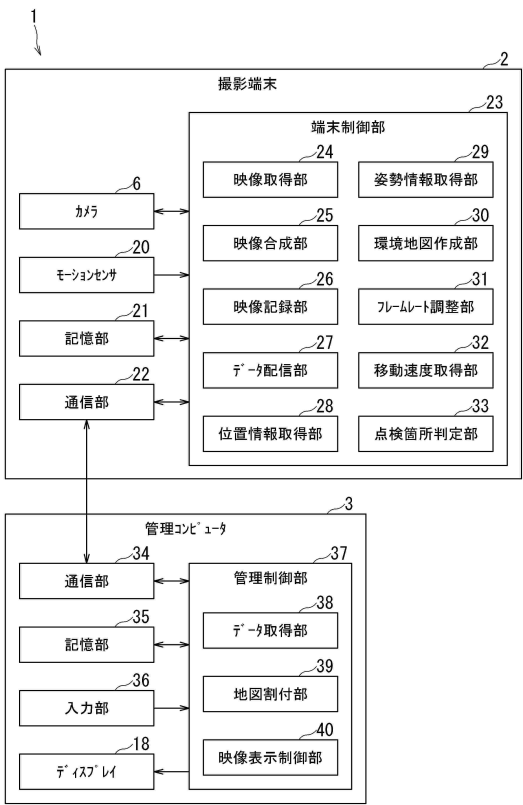 1
2
撮影端末
23
端末制御部
6
カメラ
20
モーションセンサ
21
記憶部
22
通信部
24
映像取得部
25
映像合成部
26
映像記録部
27
データ配信部
28
位置情報取得部
29
姿勢情報取得部
30
環境地図作成部
31
フレームレート調整部
32
移動速度取得部
33
点検箇所判定部
3
管理コンピュータ
34
通信部
35
記憶部
36
入力部
18
ディスプレイ
37
管理制御部
38
データ取得部
39
地図割付部
40
映像表示制御部